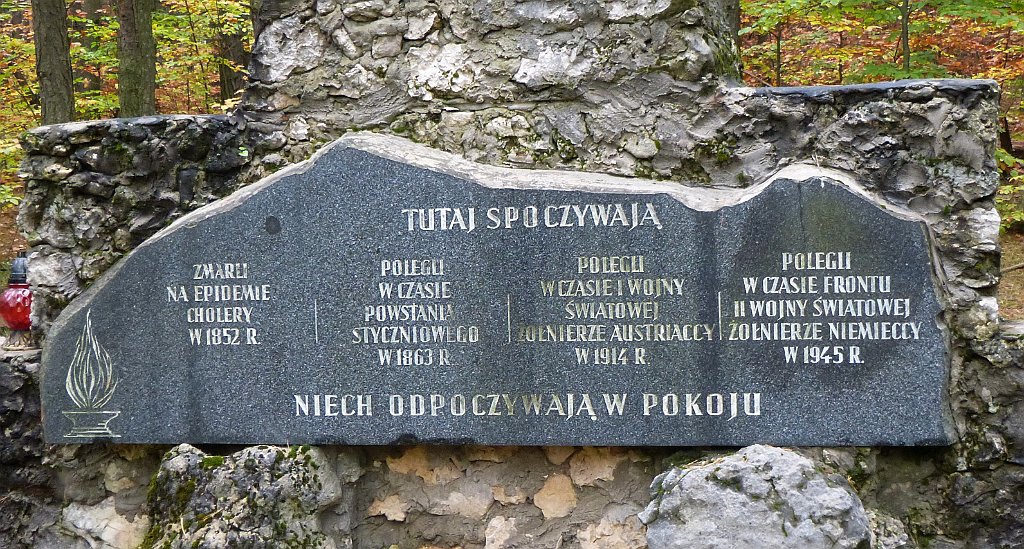 TUTAJ SPOCZYWAJĄ
ZMARLI
NA EPIDEMIE
CHOLERY
W 1852 R.
POLEGLI
W CZASIE
POWSTANIA
STYCZNIOWEGO
W 1863 R.
POLEGLI
W CZASIE I WOJNY
ŚWIATOWEJ
ŻOŁNIERZE AUSTRIACCY
W 1914 R.
POLEGLI
W CZASIE FRONTU
II WOJNY ŚWIATOWEJ
ŻOŁNIERZE NIEMIECCY
W 1945 R.
NIECH ODPOCZYWAJĄ W POKOJU